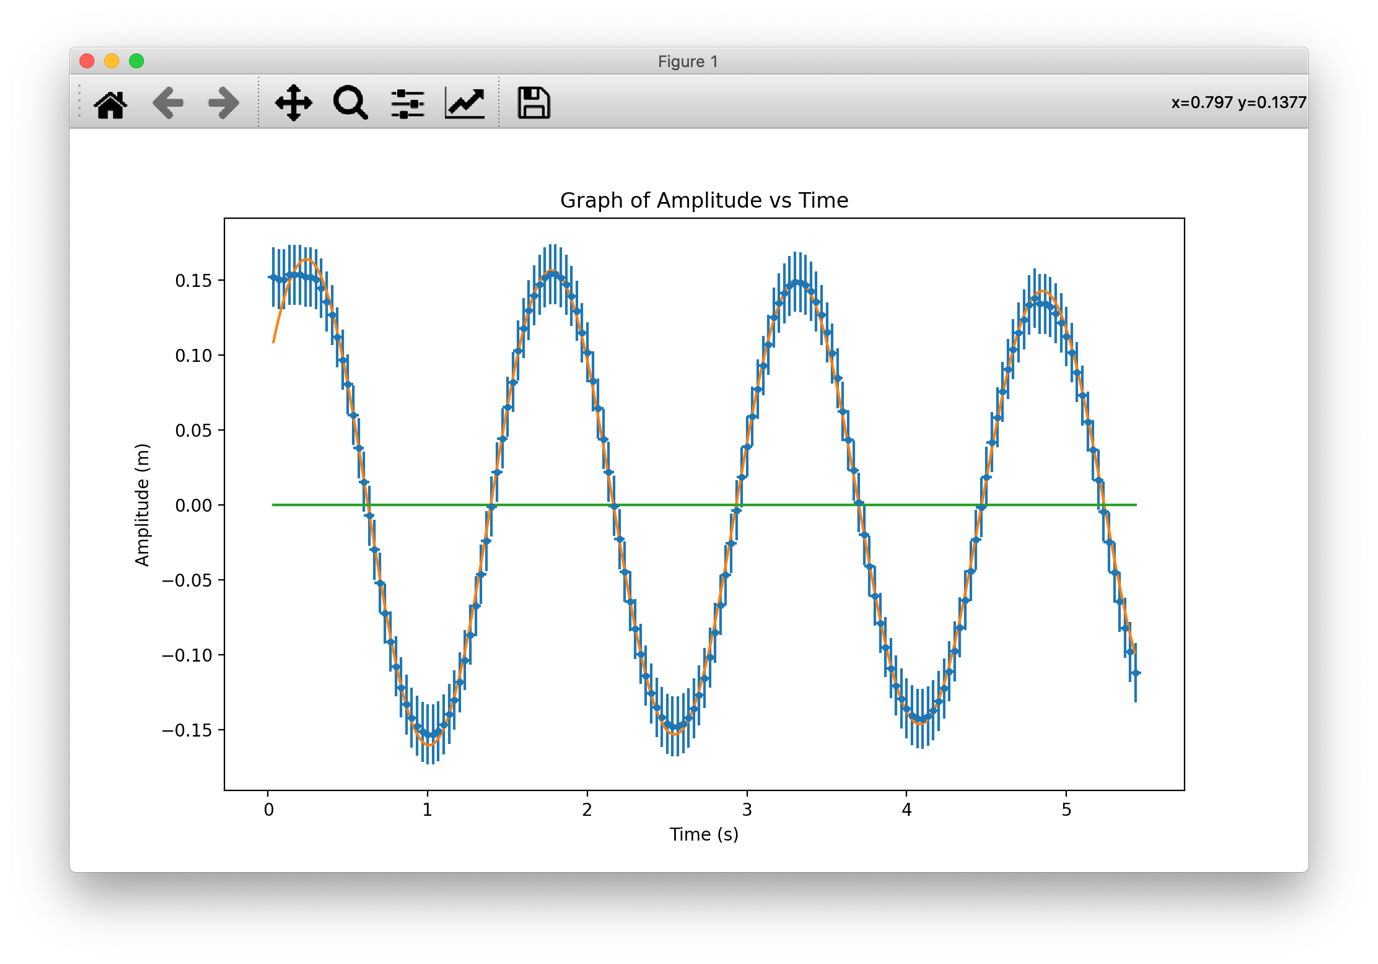 Figure 1
x=0.797 y=0.1377
Graph of Amplitude vs Time
0.15
0.10
0.05
0.00
−0.05
−0.10
−0.15
Amplitude (m)
0 1 2 3 4 5
Time (s)